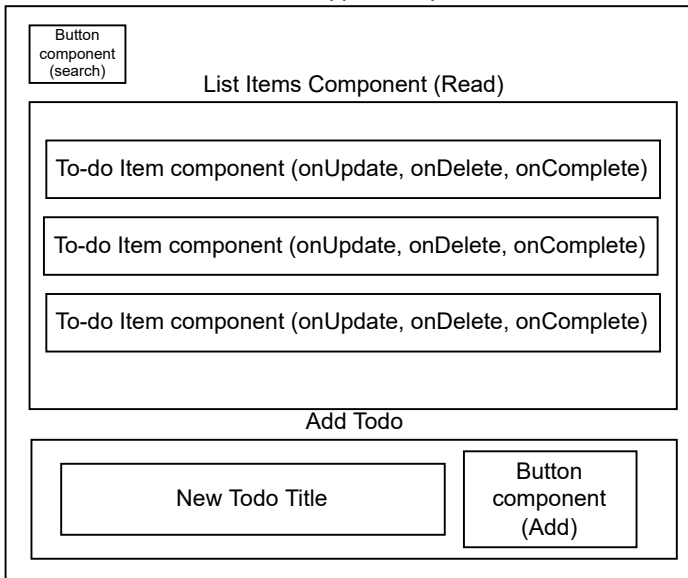 Button
component
(search)
List Items Component (Read)
To-do Item component (onUpdate, onDelete, onComplete)
To-do Item component (onUpdate, onDelete, onComplete)
To-do Item component (onUpdate, onDelete, onComplete)
Add Todo
New Todo Title
Button
component
(Add)